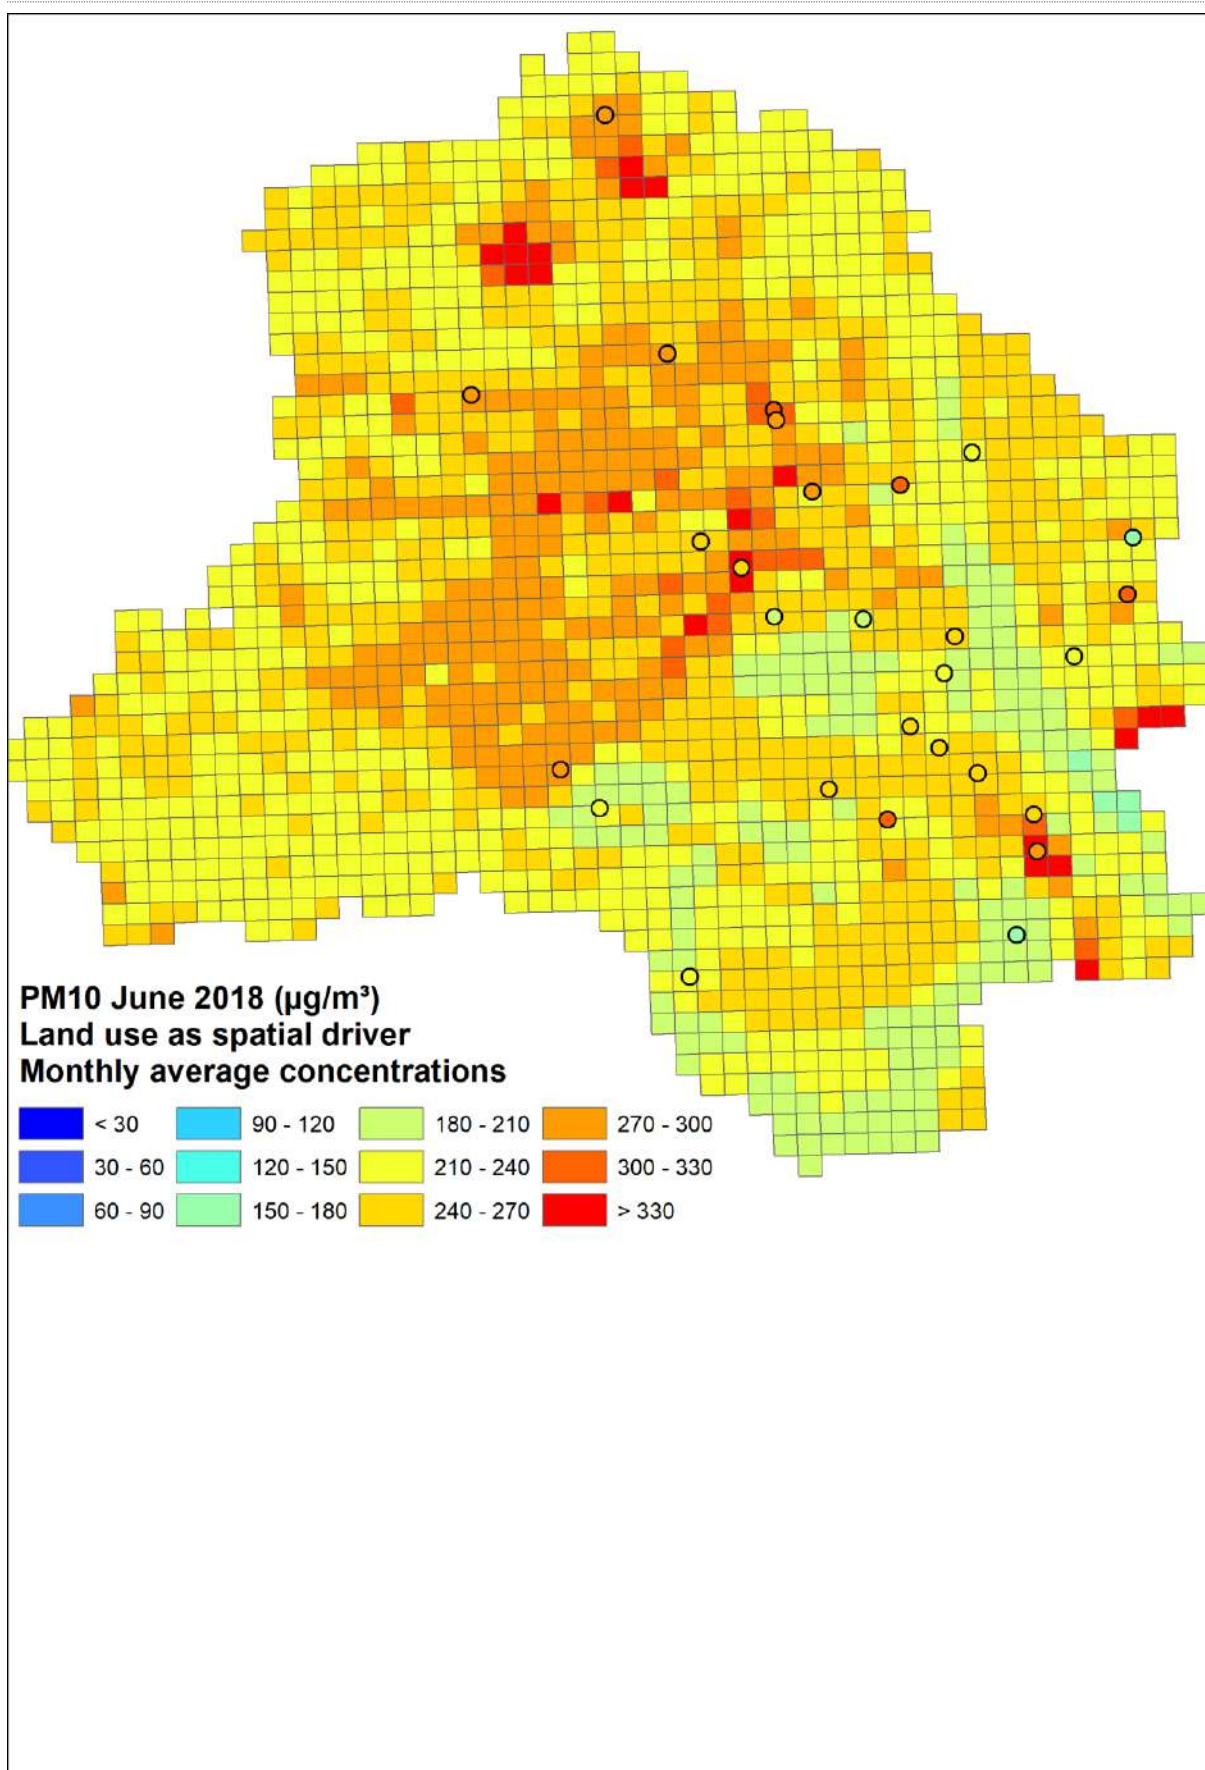 PM10 June 2018 (µg/m³)
Land use as spatial driver
Monthly average concentrations
< 30 90 - 120 180 - 210 270 - 300
30 - 60 120 - 150 210 - 240 300 - 330
60 - 90 150 - 180 240 - 270 > 330